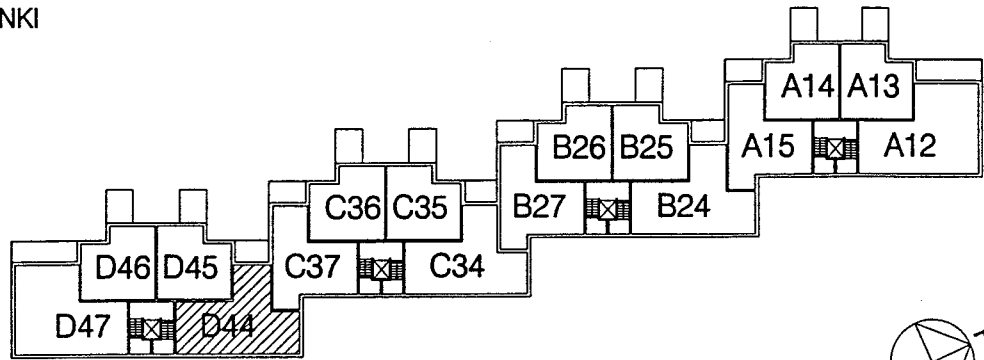 NKI
A14 A13
A15 A12
B26 B25
B27 B24
C36 C35
C37 C34
D46 D45
D47 D44